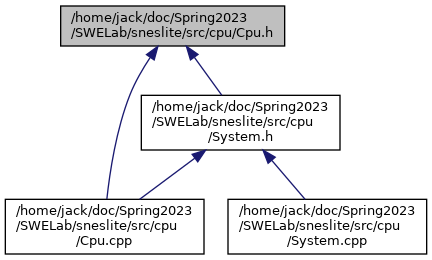 /home/jack/doc/Spring2023
/SWELab/sneslite/src/cpu/Cpu.h
/home/jack/doc/Spring2023
/SWELab/sneslite/src/cpu
/System.h
/home/jack/doc/Spring2023
/SWELab/sneslite/src/cpu
/Cpu.cpp
/home/jack/doc/Spring2023
/SWELab/sneslite/src/cpu
/System.cpp